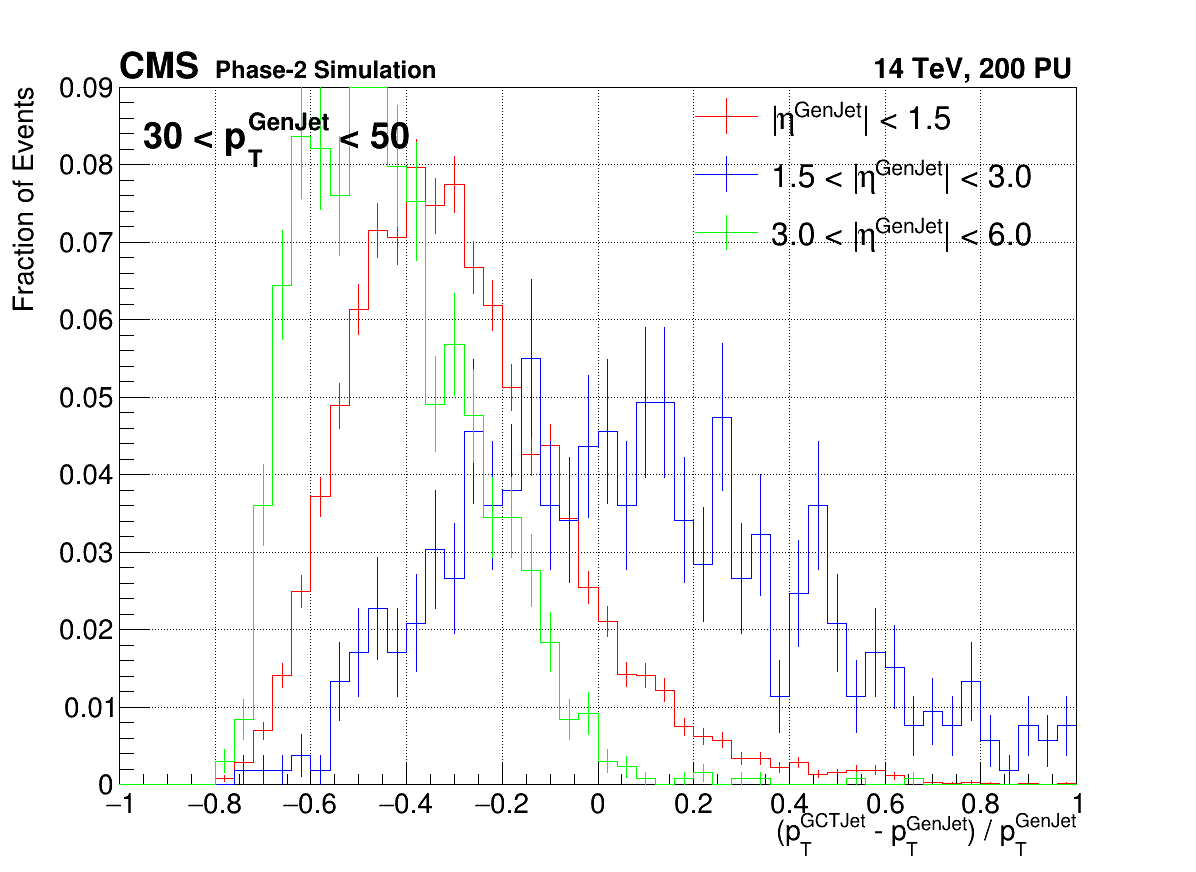 CMS Phase-2 Simulation 14 TeV, 200 PU
Fraction of Events
30 < p_T^GenJet < 50
|η^GenJet| < 1.5
1.5 < |η^GenJet| < 3.0
3.0 < |η^GenJet| < 6.0
0.09
0.08
0.07
0.06
0.05
0.04
0.03
0.02
0.01
0
−1 −0.8 −0.6 −0.4 −0.2 0 0.2 0.4 0.6 0.8 1
(p_T^GCTJet - p_T^GenJet) / p_T^GenJet